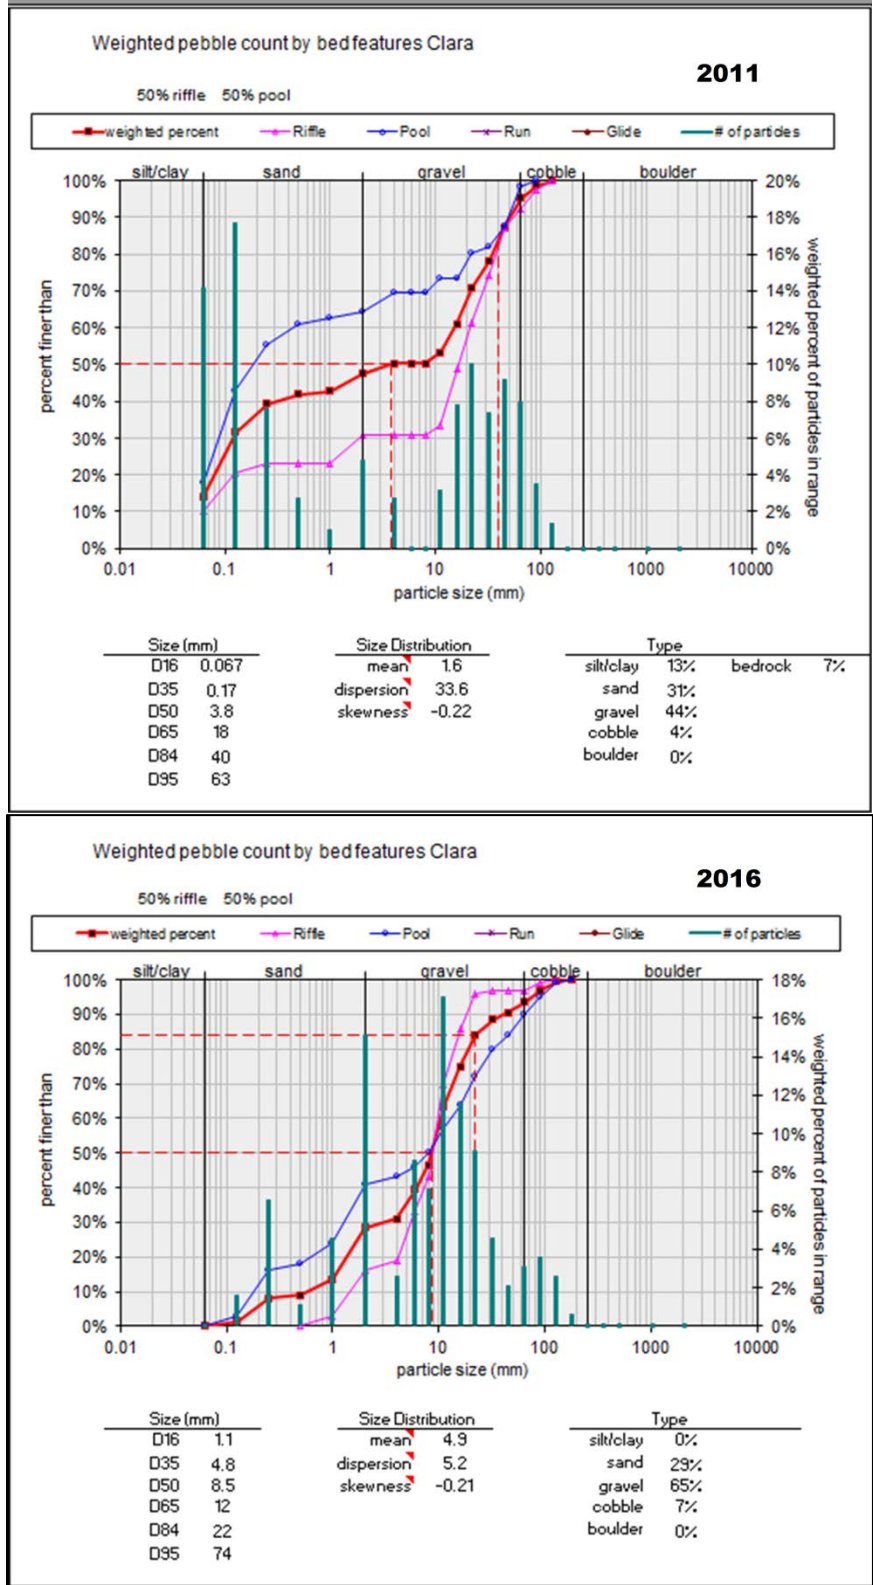 Weighted pebble count by bed features Clara
2011
50% riffle 50% pool
weighted percent Riffle Pool Run Glide # of particles
silt/clay sand gravel cobble boulder
100% 20%
90% 18%
80% 16%
14%
70%
60% 12%
50% 10%
40% 8%
30% 6%
20% 4%
10% 2%
0% 0%
percent finer than
weighted percent of particles in range
0.01 0.1 1 10 100 1000 10000
particle size (mm)
Size (mm) Size Distribution Type
D16 0.067 mean 1.6 silt/clay 13% bedrock 7%
D35 0.17 dispersion 33.6 sand 31%
D50 3.8 skewness -0.22 gravel 44%
D65 18 cobble 4%
D84 40 boulder 0%
D95 63
Weighted pebble count by bed features Clara
2016
50% riffle 50% pool
weighted percent Riffle Pool Run Glide # of particles
silt/clay sand gravel cobble boulder
100% 18%
90% 16%
80% 14%
70% 12%
60%
50% 10%
40% 8%
30% 6%
20% 4%
10% 2%
0% 0%
percent finer than
weighted percent of particles in range
0.01 0.1 1 10 100 1000 10000
particle size (mm)
Size (mm) Size Distribution Type
D16 1.1 mean 4.9 silt/clay 0%
D35 4.8 dispersion 5.2 sand 29%
D50 8.5 skewness -0.21 gravel 65%
D65 12 cobble 7%
D84 22 boulder 0%
D95 74